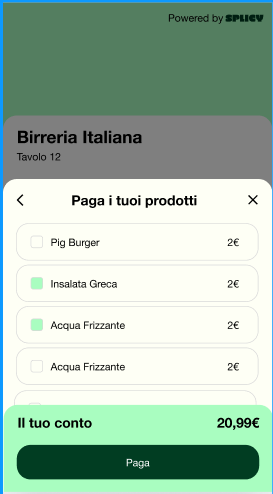 Powered by SPLICY
Birreria Italiana
Tavolo 12
Paga i tuoi prodotti
Pig Burger 2€
Insalata Greca 2€
Acqua Frizzante 2€
Acqua Frizzante 2€
Il tuo conto 20,99€
Paga